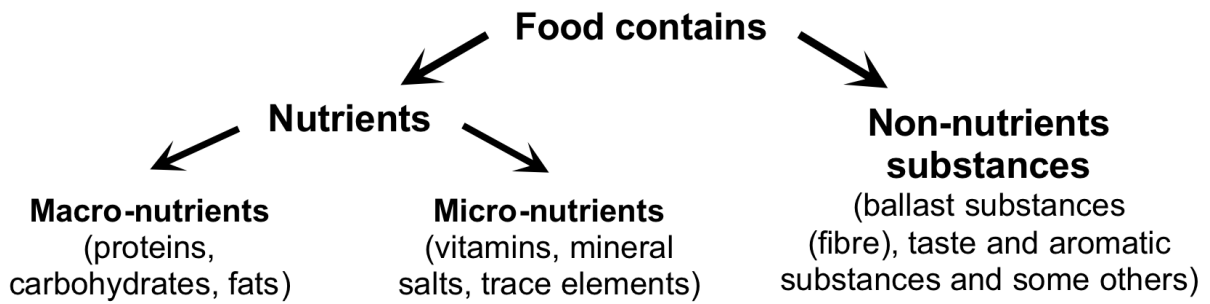 Food contains
Nutrients
Non-nutrients
substances
(ballast substances
(fibre), taste and aromatic
substances and some others)
Macro-nutrients
(proteins,
carbohydrates, fats)
Micro-nutrients
(vitamins, mineral
salts, trace elements)